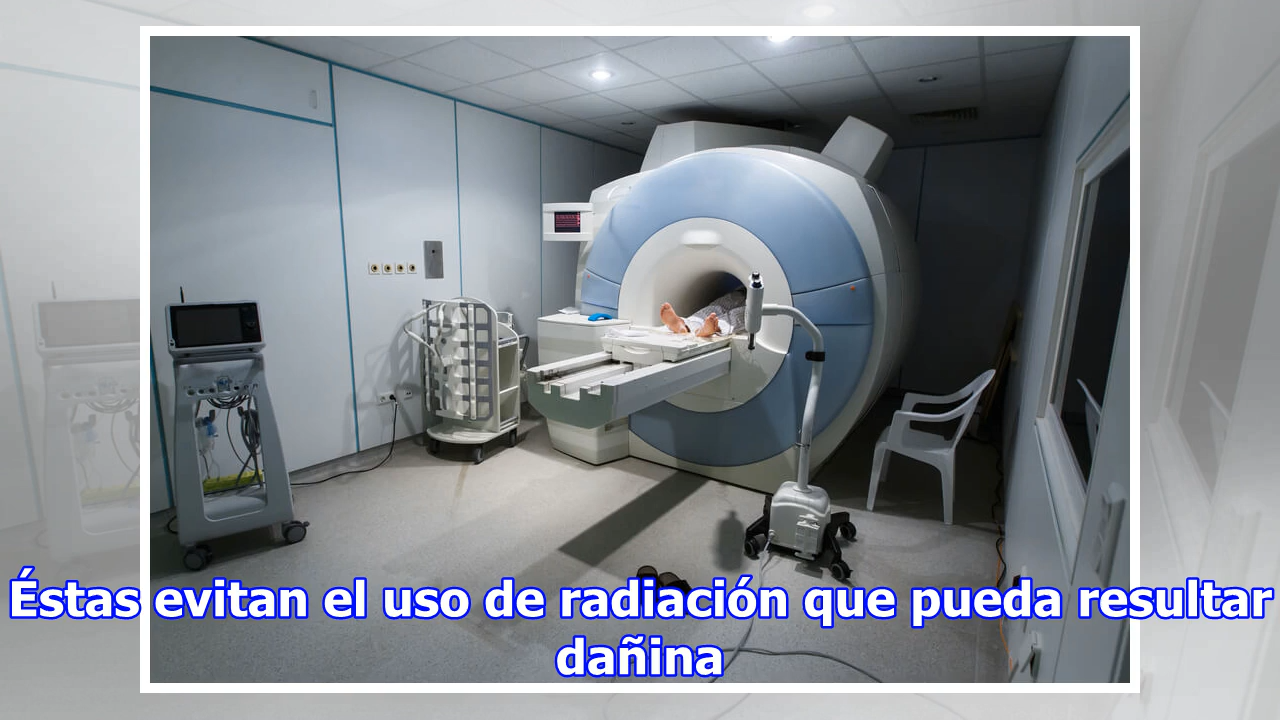 Éstas evitan el uso de radiación que pueda resultar
dañina